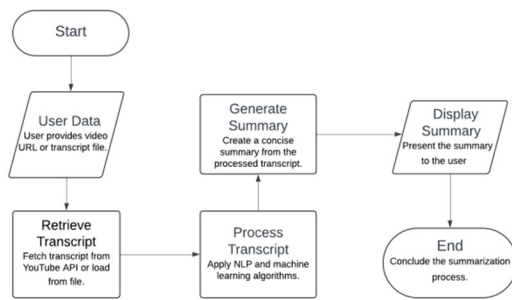 Start
User Data
User provides video
URL or transcript file.
Retrieve
Transcript
Fetch transcript from
YouTube API or load
from file.
Process
Transcript
Apply NLP and machine
learning algorithms.
Generate
Summary
Create a concise
summary from the
processed transcript.
Display
Summary
Present the summary
to the user
End
Conclude the summarization
process.